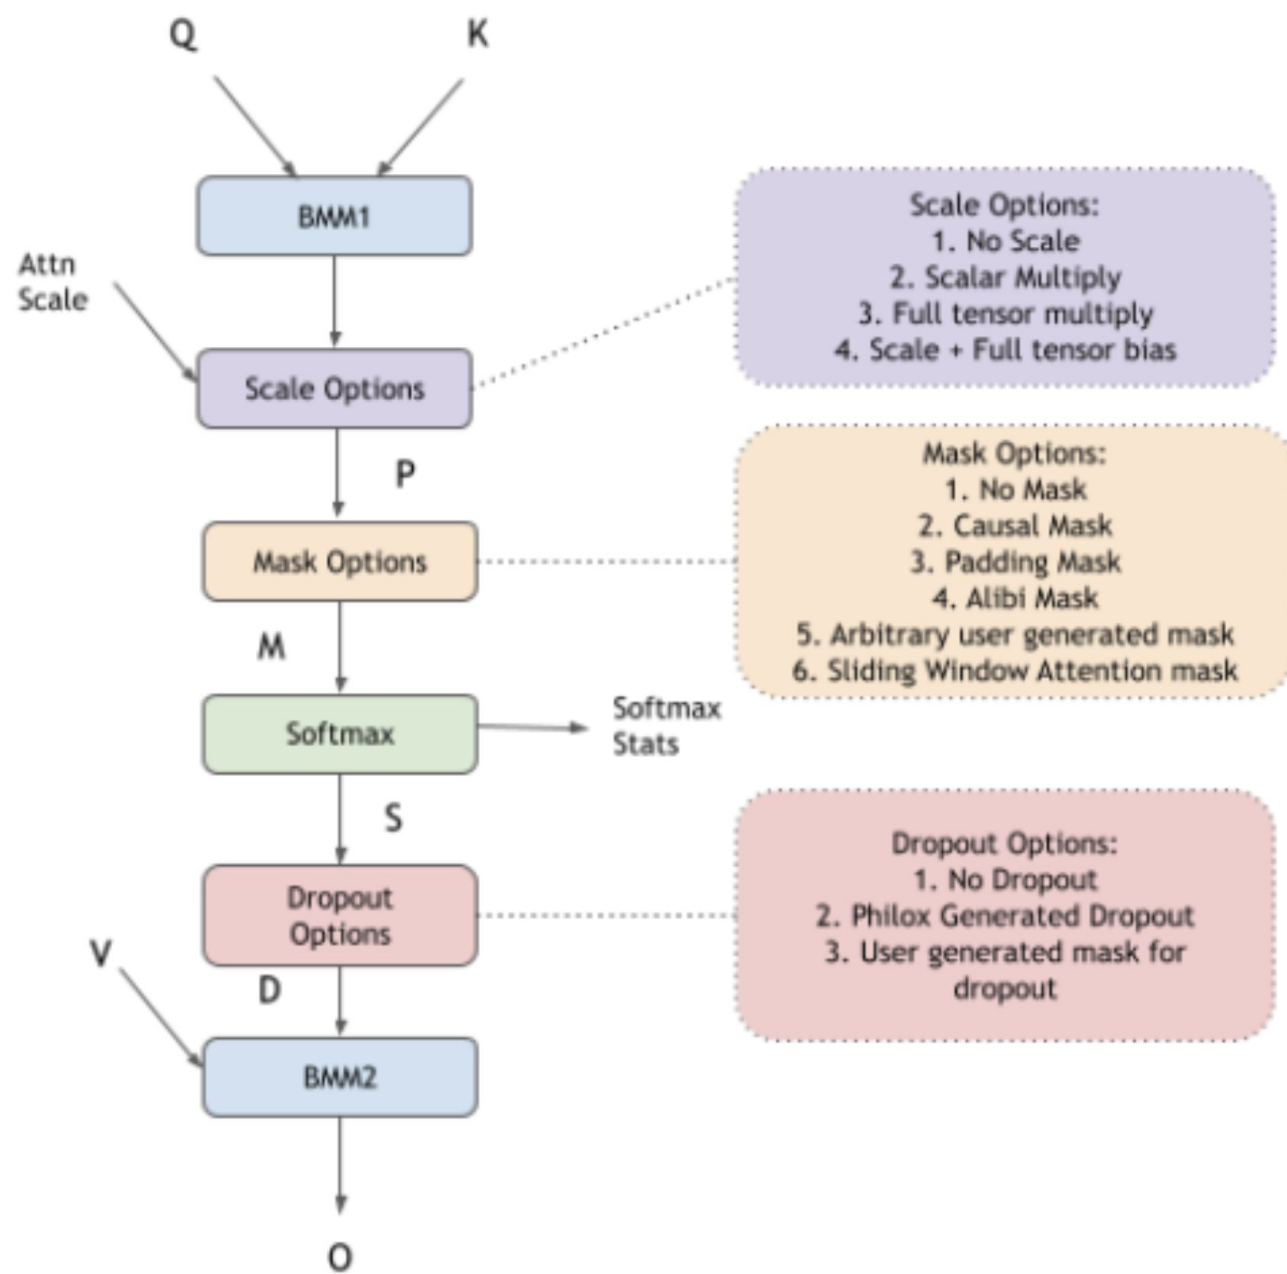 Q
K
BMM1
Attn
Scale
Scale Options
P
Mask Options
M
Softmax
Softmax
Stats
S
Dropout
Options
V
D
BMM2
O
Scale Options:
1. No Scale
2. Scalar Multiply
3. Full tensor multiply
4. Scale + Full tensor bias
Mask Options:
1. No Mask
2. Causal Mask
3. Padding Mask
4. Alibi Mask
5. Arbitrary user generated mask
6. Sliding Window Attention mask
Dropout Options:
1. No Dropout
2. Philox Generated Dropout
3. User generated mask for
dropout